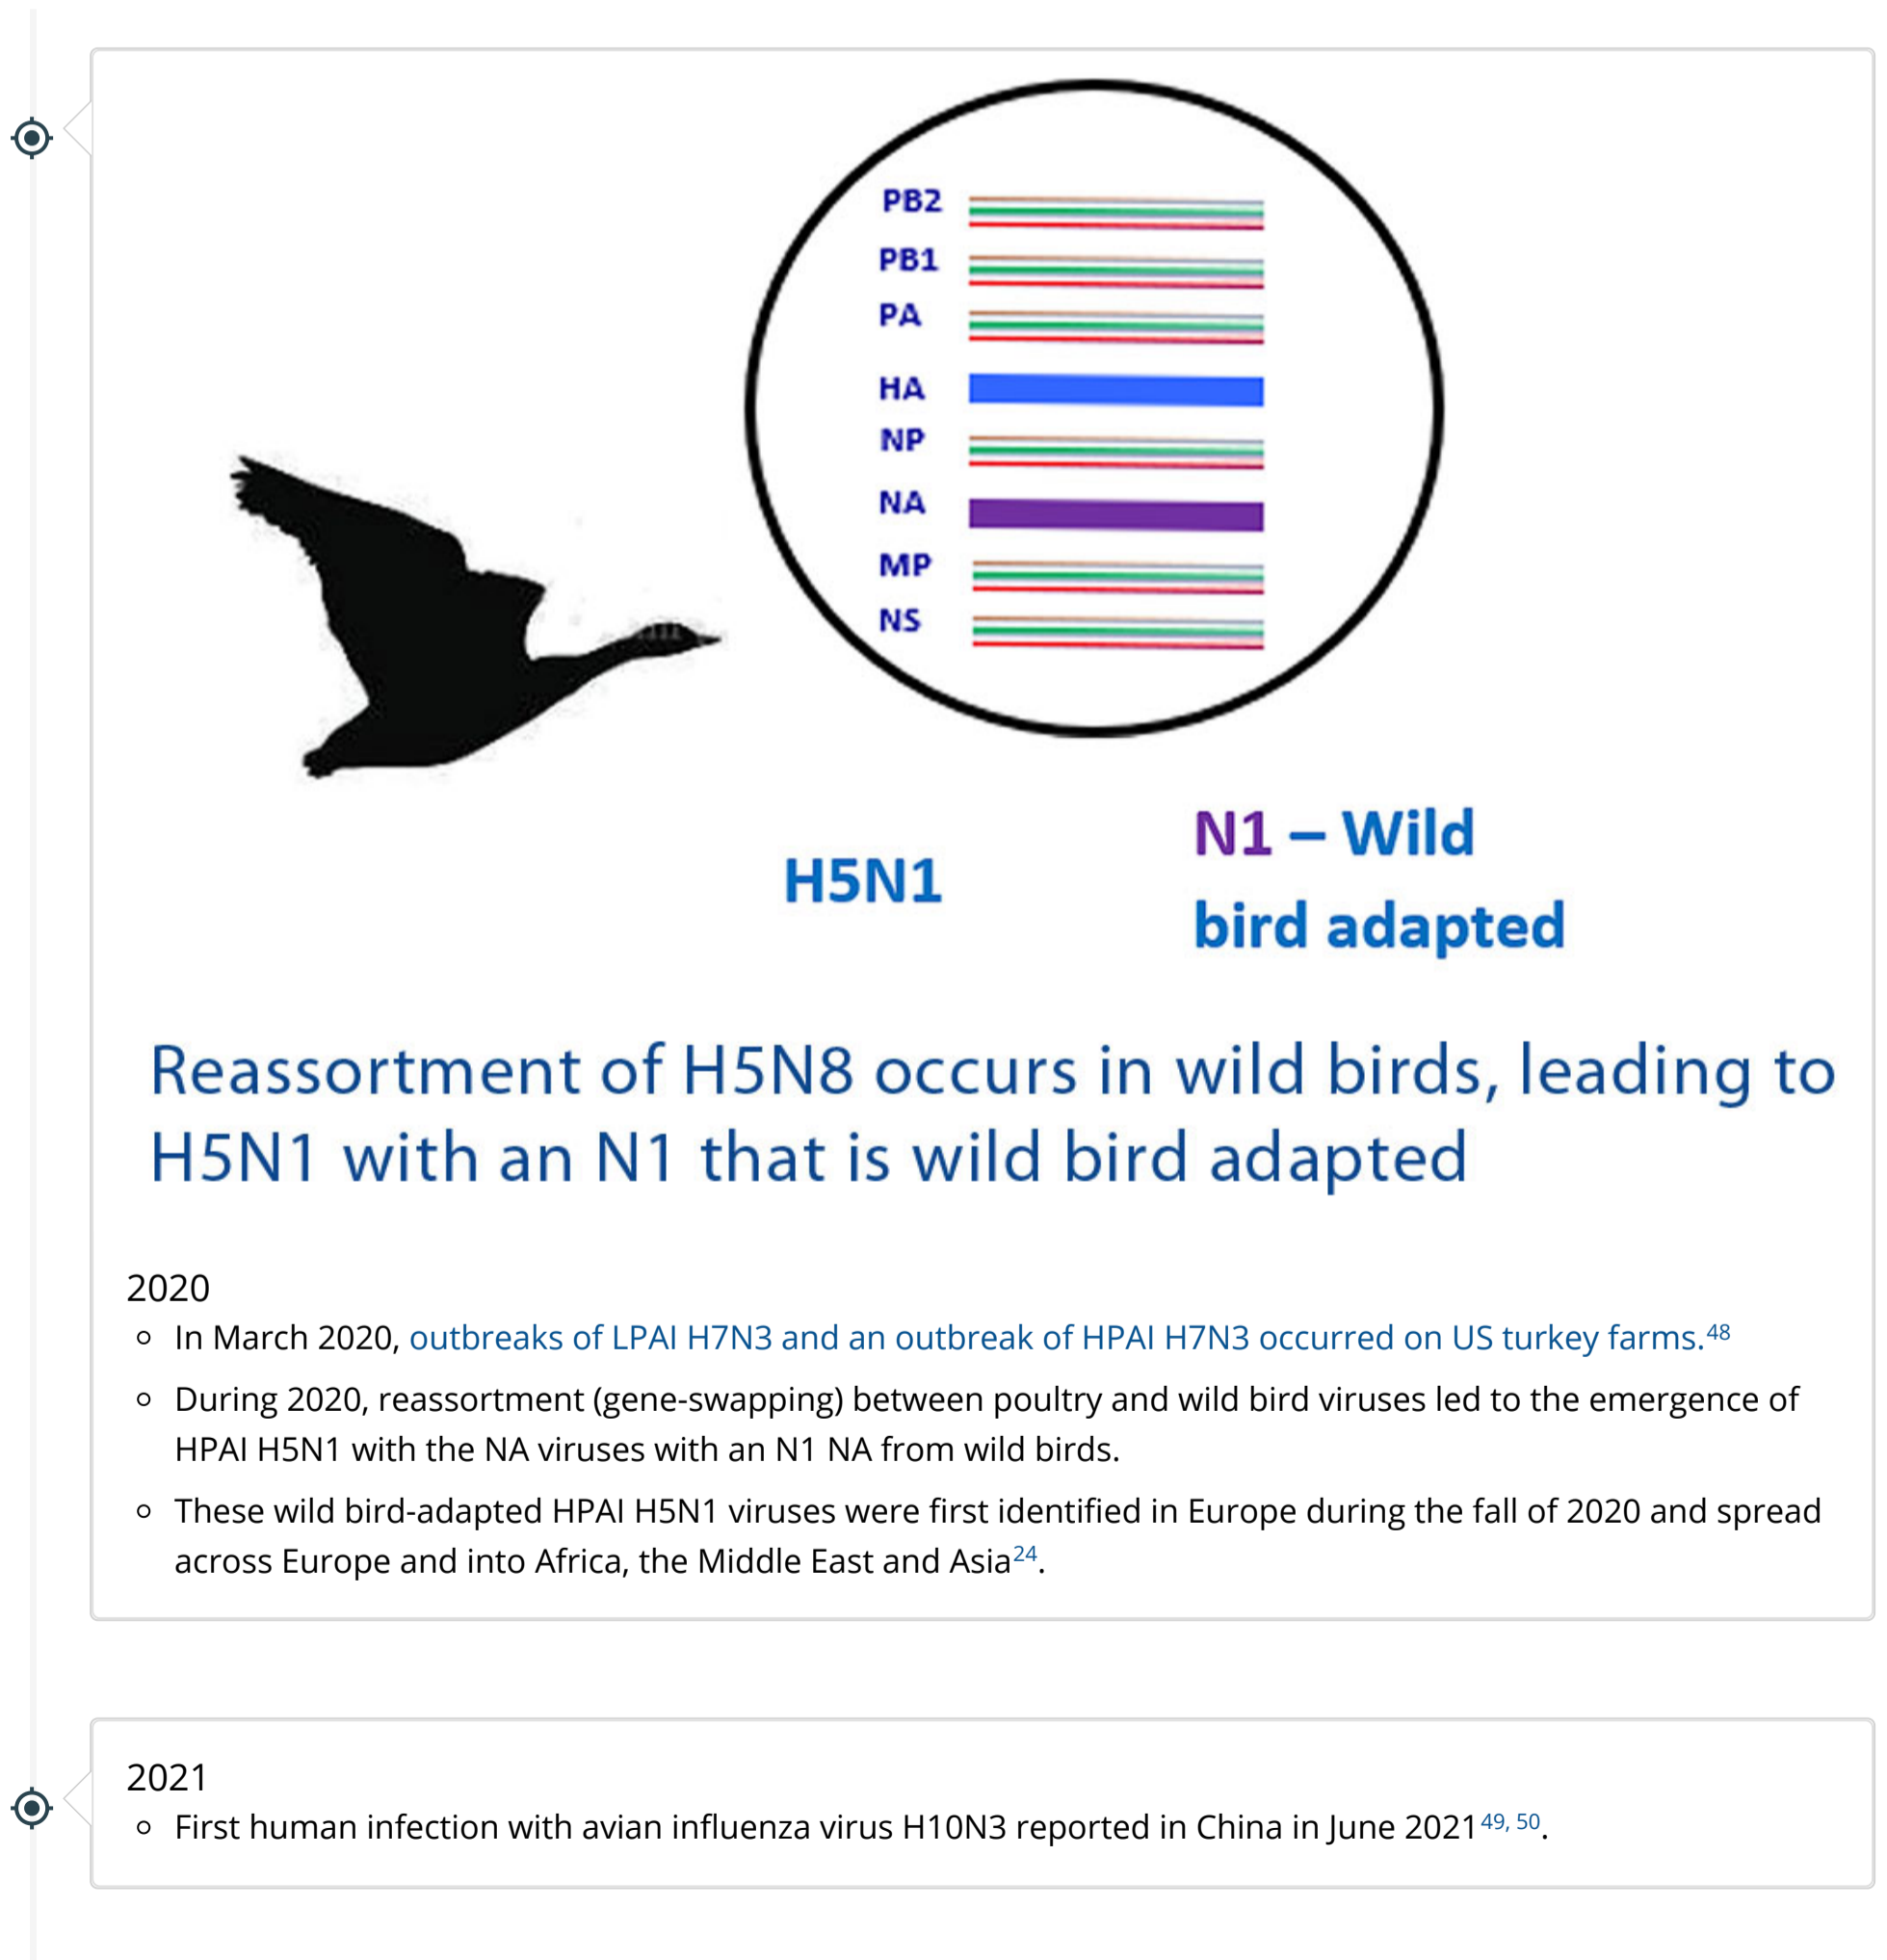 PB2
PB1
PA
HA
NP
NA
MP
NS
H5N1
N1 – Wild
bird adapted
Reassortment of H5N8 occurs in wild birds, leading to
H5N1 with an N1 that is wild bird adapted
2020
In March 2020, outbreaks of LPAI H7N3 and an outbreak of HPAI H7N3 occurred on US turkey farms.48
During 2020, reassortment (gene-swapping) between poultry and wild bird viruses led to the emergence of
HPAI H5N1 with the NA viruses with an N1 NA from wild birds.
These wild bird-adapted HPAI H5N1 viruses were first identified in Europe during the fall of 2020 and spread
across Europe and into Africa, the Middle East and Asia24.
2021
First human infection with avian influenza virus H10N3 reported in China in June 202149, 50.